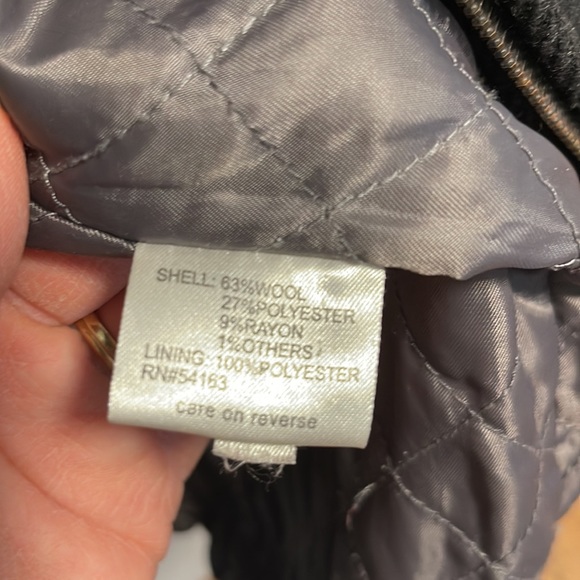 SHELL: 63%WOOL
27%POLYESTER
9%RAYON
1%OTHERS/
LINING: 100%POLYESTER
RN#54163
care on reverse